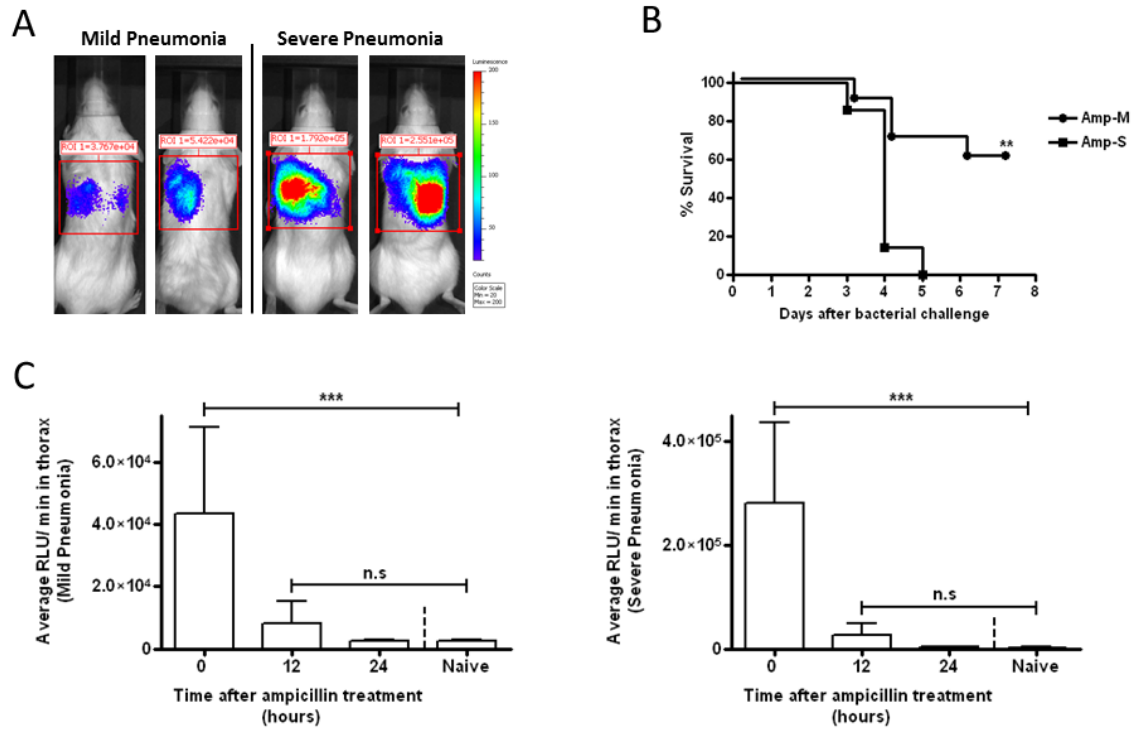 A
Mild Pneumonia
Severe Pneumonia
ROI 1=3.767e+04
ROI 1=5.422e+04
ROI 1=1.792e+05
ROI 1=2.551e+05
Luminescence
200
150
100
50
Counts
Color Scale
Min = 20
Max = 200
B
% Survival
100
80
60
40
20
0
0 1 2 3 4 5 6 7 8
Days after bacterial challenge
**
Amp-M
Amp-S
C
Average RLU/ min in thorax
(Mild Pneumonia)
6.0×10⁴
4.0×10⁴
2.0×10⁴
0
***
n.s
0 12 24 Naive
Time after ampicillin treatment
(hours)
Average RLU/ min in thorax
(Severe Pneumonia)
4.0×10⁵
2.0×10⁵
0
***
n.s
0 12 24 Naive
Time after ampicillin treatment
(hours)